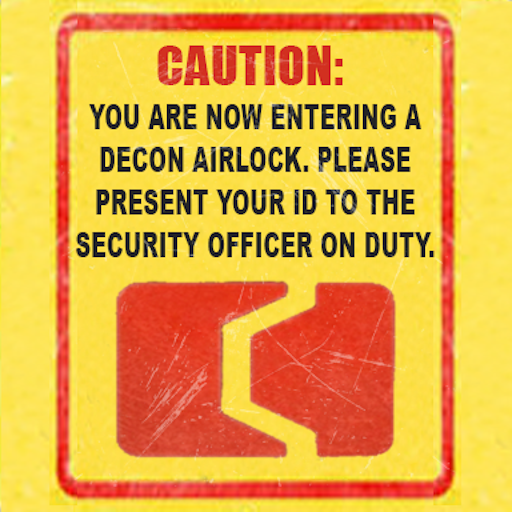 CAUTION:
YOU ARE NOW ENTERING A
DECON AIRLOCK. PLEASE
PRESENT YOUR ID TO THE
SECURITY OFFICER ON DUTY.